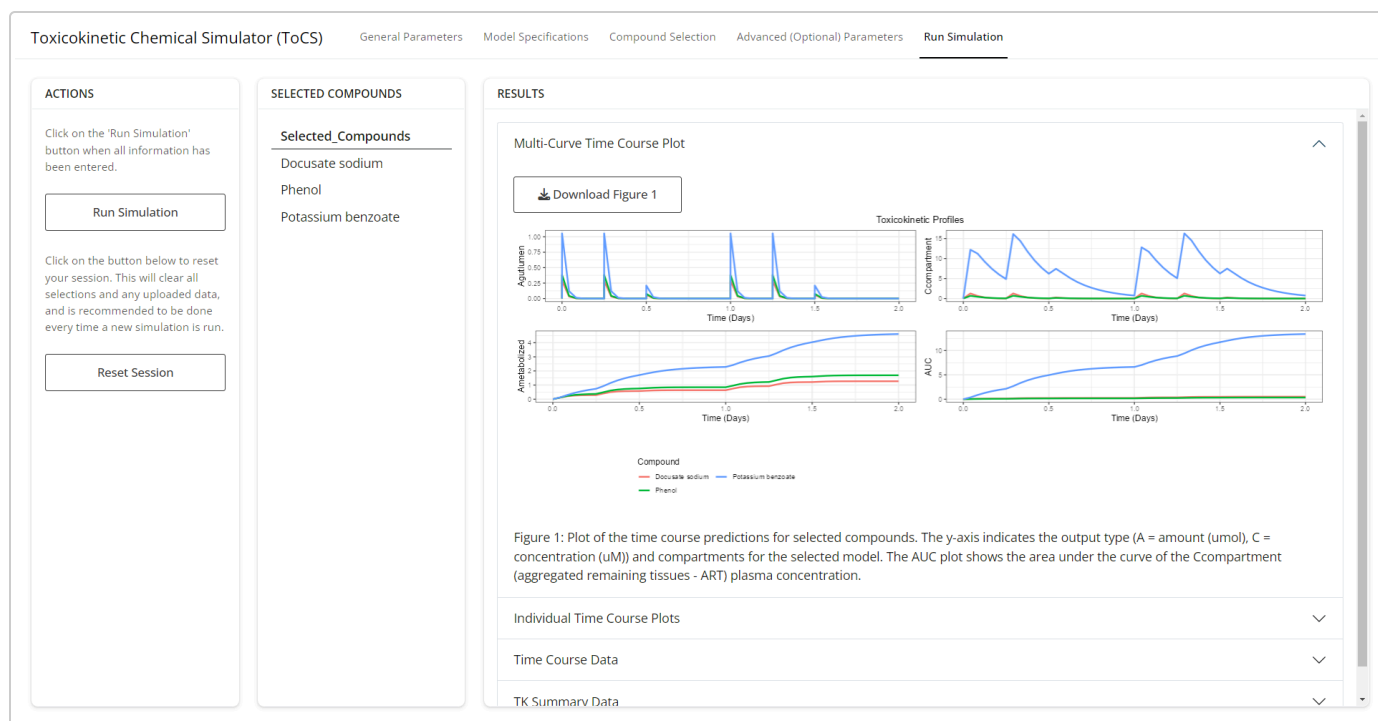 Toxicokinetic Chemical Simulator (ToCS)
General Parameters
Model Specifications
Compound Selection
Advanced (Optional) Parameters
Run Simulation
ACTIONS
Click on the 'Run Simulation'
button when all information has
been entered.
Run Simulation
Click on the button below to reset
your session. This will clear all
selections and any uploaded data,
and is recommended to be done
every time a new simulation is run.
Reset Session
SELECTED COMPOUNDS
Selected_Compounds
Docusate sodium
Phenol
Potassium benzoate
RESULTS
Multi-Curve Time Course Plot
Download Figure 1
Toxicokinetic Profiles
Agutlumen
1.00
0.75
0.50
0.25
0.00
0.0 0.5 1.0 1.5 2.0
Time (Days)
Ccompartment
15
10
5
0
0.0 0.5 1.0 1.5 2.0
Time (Days)
Ametabolized
4
3
2
1
0
0.0 0.5 1.0 1.5 2.0
Time (Days)
AUC
10
5
0
0.0 0.5 1.0 1.5 2.0
Time (Days)
Compound
Docusate sodium
Potassium benzoate
Phenol
Figure 1: Plot of the time course predictions for selected compounds. The y-axis indicates the output type (A = amount (umol), C =
concentration (uM)) and compartments for the selected model. The AUC plot shows the area under the curve of the Ccompartment
(aggregated remaining tissues - ART) plasma concentration.
Individual Time Course Plots
Time Course Data
TK Summary Data